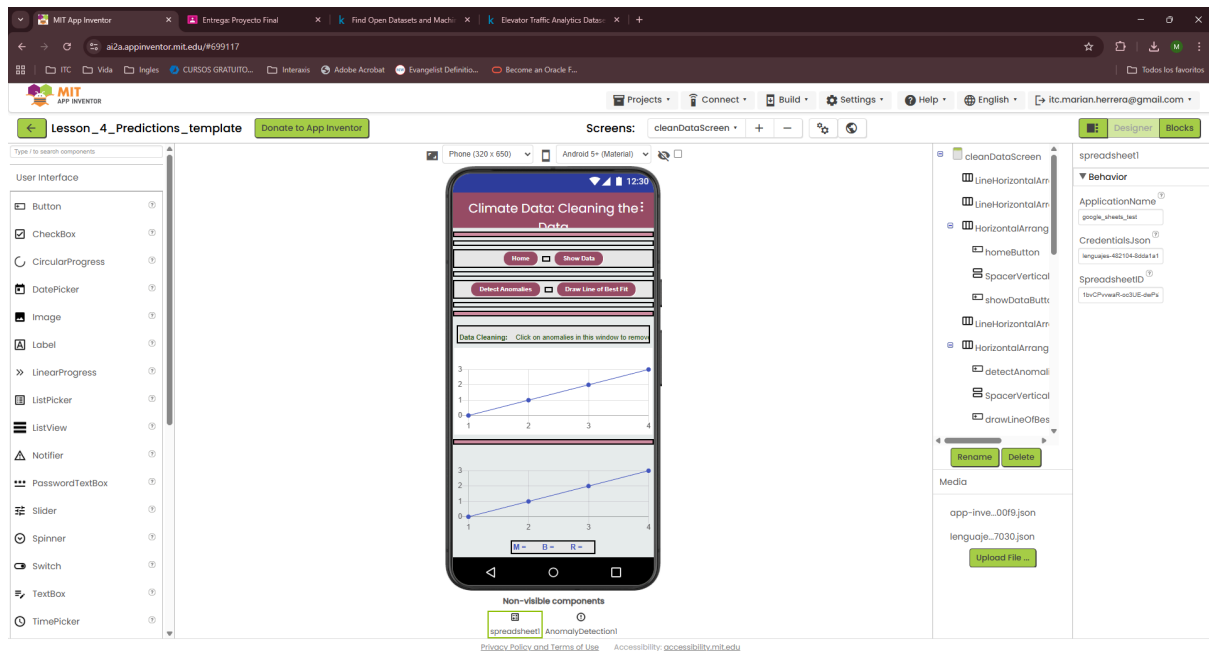 MIT App Inventor
Entrega: Proyecto Final
Find Open Datasets and Machin
Elevator Traffic Analytics Datase
ai2a.appinventor.mit.edu/#699117
ITC
Vida
Ingles
CURSOS GRATUITO...
Interaxis
Adobe Acrobat
Evangelist Definitio...
Become an Oracle F...
Todos los favoritos
M
MIT
APP INVENTOR
Projects
Connect
Build
Settings
Help
English
itc.marian.herrera@gmail.com
Lesson_4_Predictions_template
Donate to App Inventor
Screens:
cleanDataScreen
Designer
Blocks
Type / to search components
User Interface
Button
CheckBox
CircularProgress
DatePicker
Image
Label
LinearProgress
ListPicker
ListView
Notifier
PasswordTextBox
Slider
Spinner
Switch
TextBox
TimePicker
Phone (320 x 650)
Android 5+ (Material)
12:30
Climate Data: Cleaning the
Data
Home
Show Data
Detect Anomalies
Draw Line of Best Fit
Data Cleaning: Click on anomalies in this window to remove
3
2
1
0
1 2 3 4
3
2
1
0
1 2 3 4
M = B = R =
Non-visible components
spreadsheet1
AnomalyDetection1
cleanDataScreen
LineHorizontalArr
LineHorizontalArr
HorizontalArrang
homeButton
SpacerVertical
showDataButto
LineHorizontalArr
HorizontalArrang
detectAnomali
SpacerVertical
drawLineOfBes
Rename
Delete
Media
app-inve...00f9.json
lenguaje...7030.json
Upload File ...
spreadsheet1
Behavior
ApplicationName
google_sheets_test
CredentialsJson
lenguajes-482104-5dda1a1
SpreadsheetID
Privacy Policy and Terms of Use
Accessibility: accessibility.mit.edu